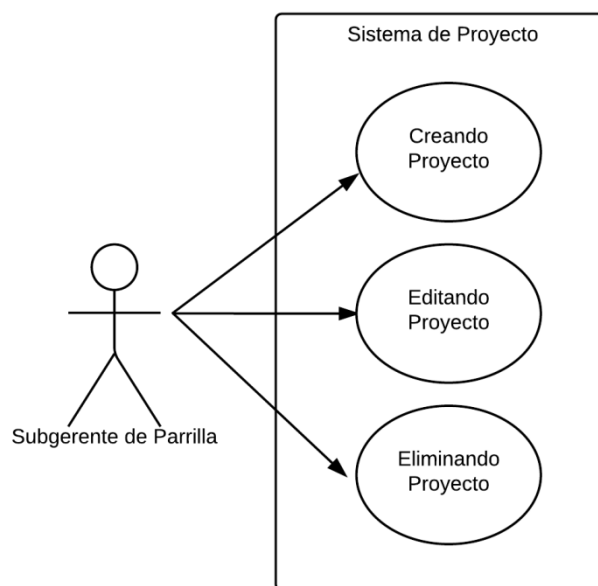 Sistema de Proyecto
Creando
Proyecto
Editando
Proyecto
Subgerente de Parrilla
Eliminando
Proyecto